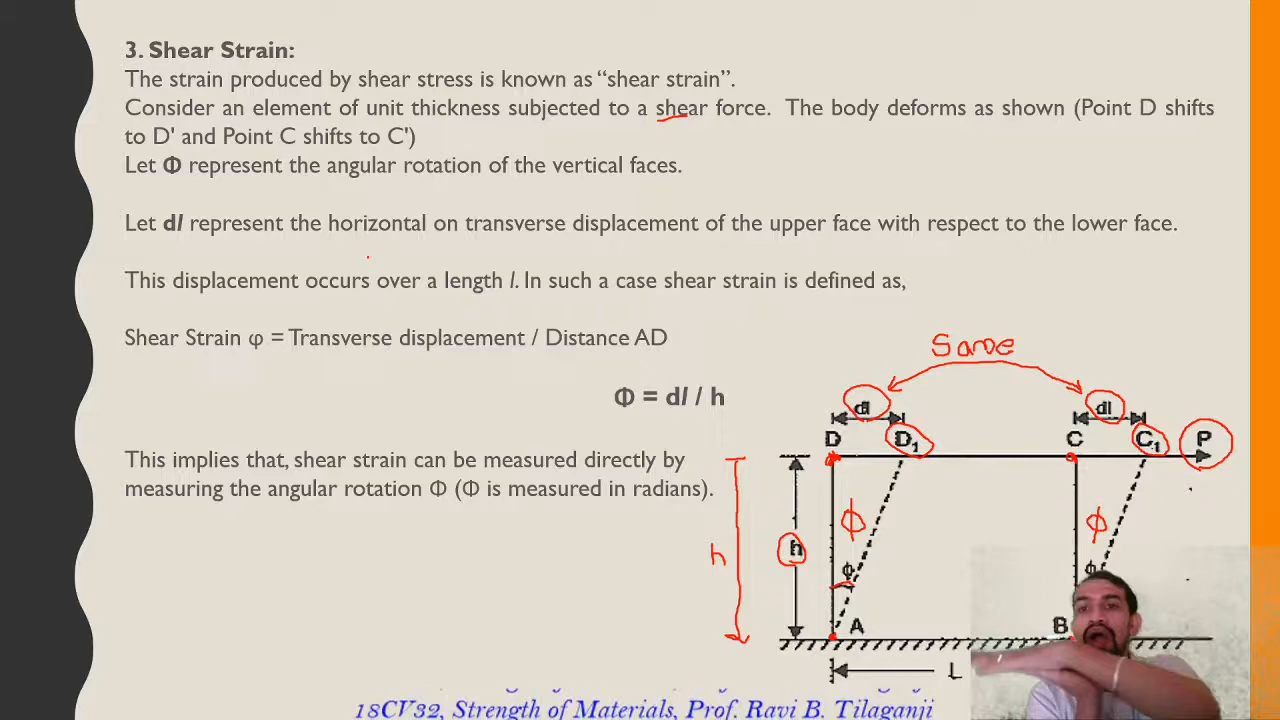 3. Shear Strain:
The strain produced by shear stress is known as “shear strain”.
Consider an element of unit thickness subjected to a shear force. The body deforms as shown (Point D shifts
to D' and Point C shifts to C')
Let Φ represent the angular rotation of the vertical faces.
Let dl represent the horizontal on transverse displacement of the upper face with respect to the lower face.
This displacement occurs over a length l. In such a case shear strain is defined as,
Shear Strain φ = Transverse displacement / Distance AD
Φ = dl / h
This implies that, shear strain can be measured directly by
measuring the angular rotation Φ (Φ is measured in radians).
Same
dl dl
D D₁ C C₁ P
ϕ ϕ
h h
ϕ ϕ
A B
L
18CV32, Strength of Materials, Prof. Ravi B. Tilaganji